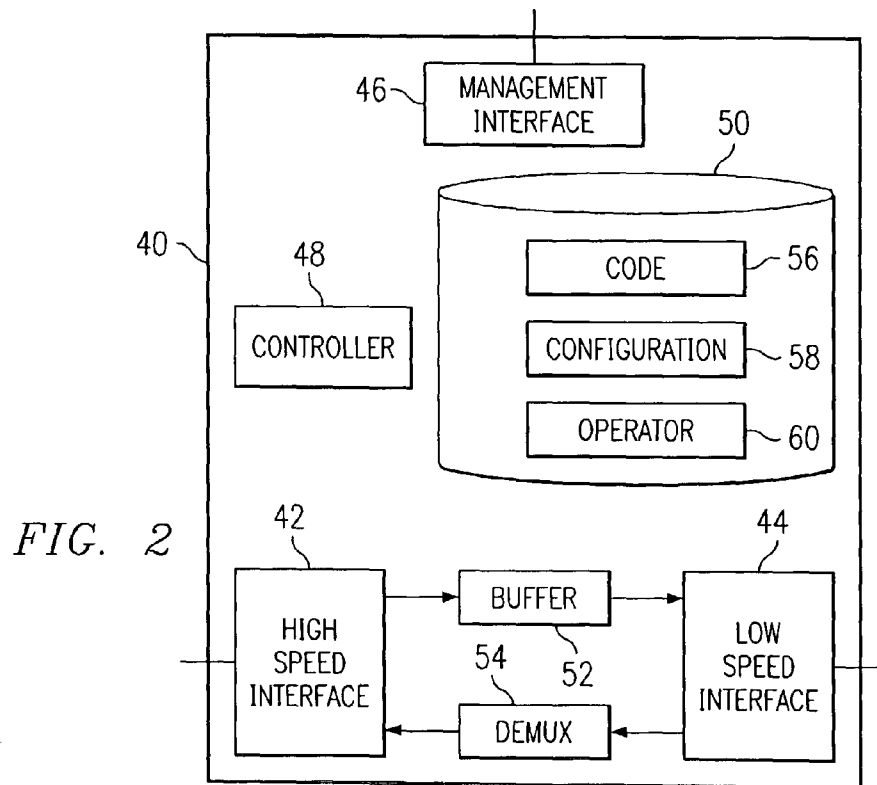 46
MANAGEMENT
INTERFACE
50
40
48
CODE
56
CONTROLLER
CONFIGURATION
58
OPERATOR
60
FIG. 2
42
44
HIGH
SPEED
INTERFACE
BUFFER
52
LOW
SPEED
INTERFACE
54
DEMUX